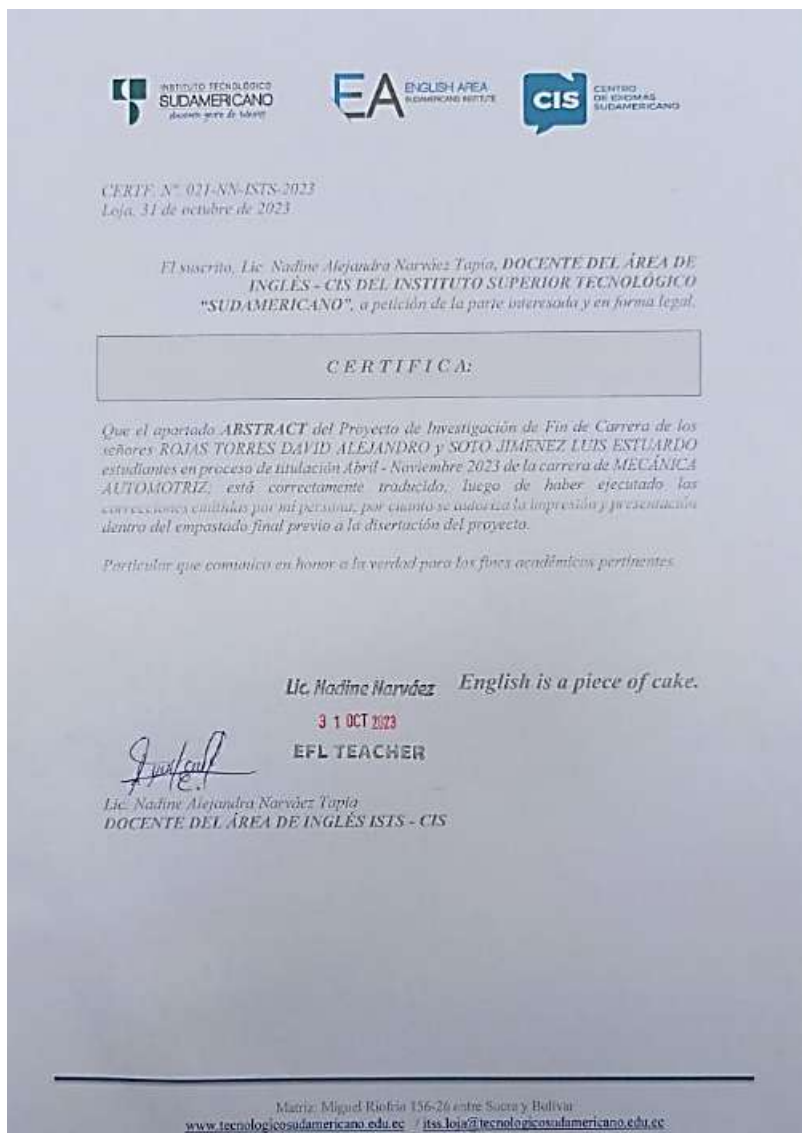 INSTITUTO TECNOLÓGICO
SUDAMERICANO
EA ENGLISH AREA
SUDAMERICANO INSTITUTE
CIS CENTRO
DE IDIOMAS
SUDAMERICANO
CERTF. Nº. 021-NN-ISTS-2023
Loja, 31 de octubre de 2023
El suscrito, Lic. Nadine Alejandra Narváez Tapia, DOCENTE DEL ÁREA DE
INGLÉS - CIS DEL INSTITUTO SUPERIOR TECNOLÓGICO
"SUDAMERICANO", a petición de la parte interesada y en forma legal,
CERTIFICA:
Que el apartado ABSTRACT del Proyecto de Investigación de Fin de Carrera de los
señores ROJAS TORRES DAVID ALEJANDRO y SOTO JIMENEZ LUIS ESTUARDO
estudiantes en proceso de titulación Abril - Noviembre 2023 de la carrera de MECÁNICA
AUTOMOTRIZ; está correctamente traducido, luego de haber ejecutado las
correcciones emitidas por mi persona; por cuanto se autoriza la impresión y presentación
dentro del empastado final previo a la disertación del proyecto.
Particular que comunico en honor a la verdad para los fines académicos pertinentes.
Lic. Nadine Narváez English is a piece of cake.
31 OCT 2023
EFL TEACHER
Lic. Nadine Alejandra Narváez Tapia
DOCENTE DEL ÁREA DE INGLÉS ISTS - CIS
Matriz: Miguel Riofrío 156-26 entre Sucre y Bolívar
www.tecnologicosudamericano.edu.ec / itss.loja@tecnologicosudamericano.edu.ec